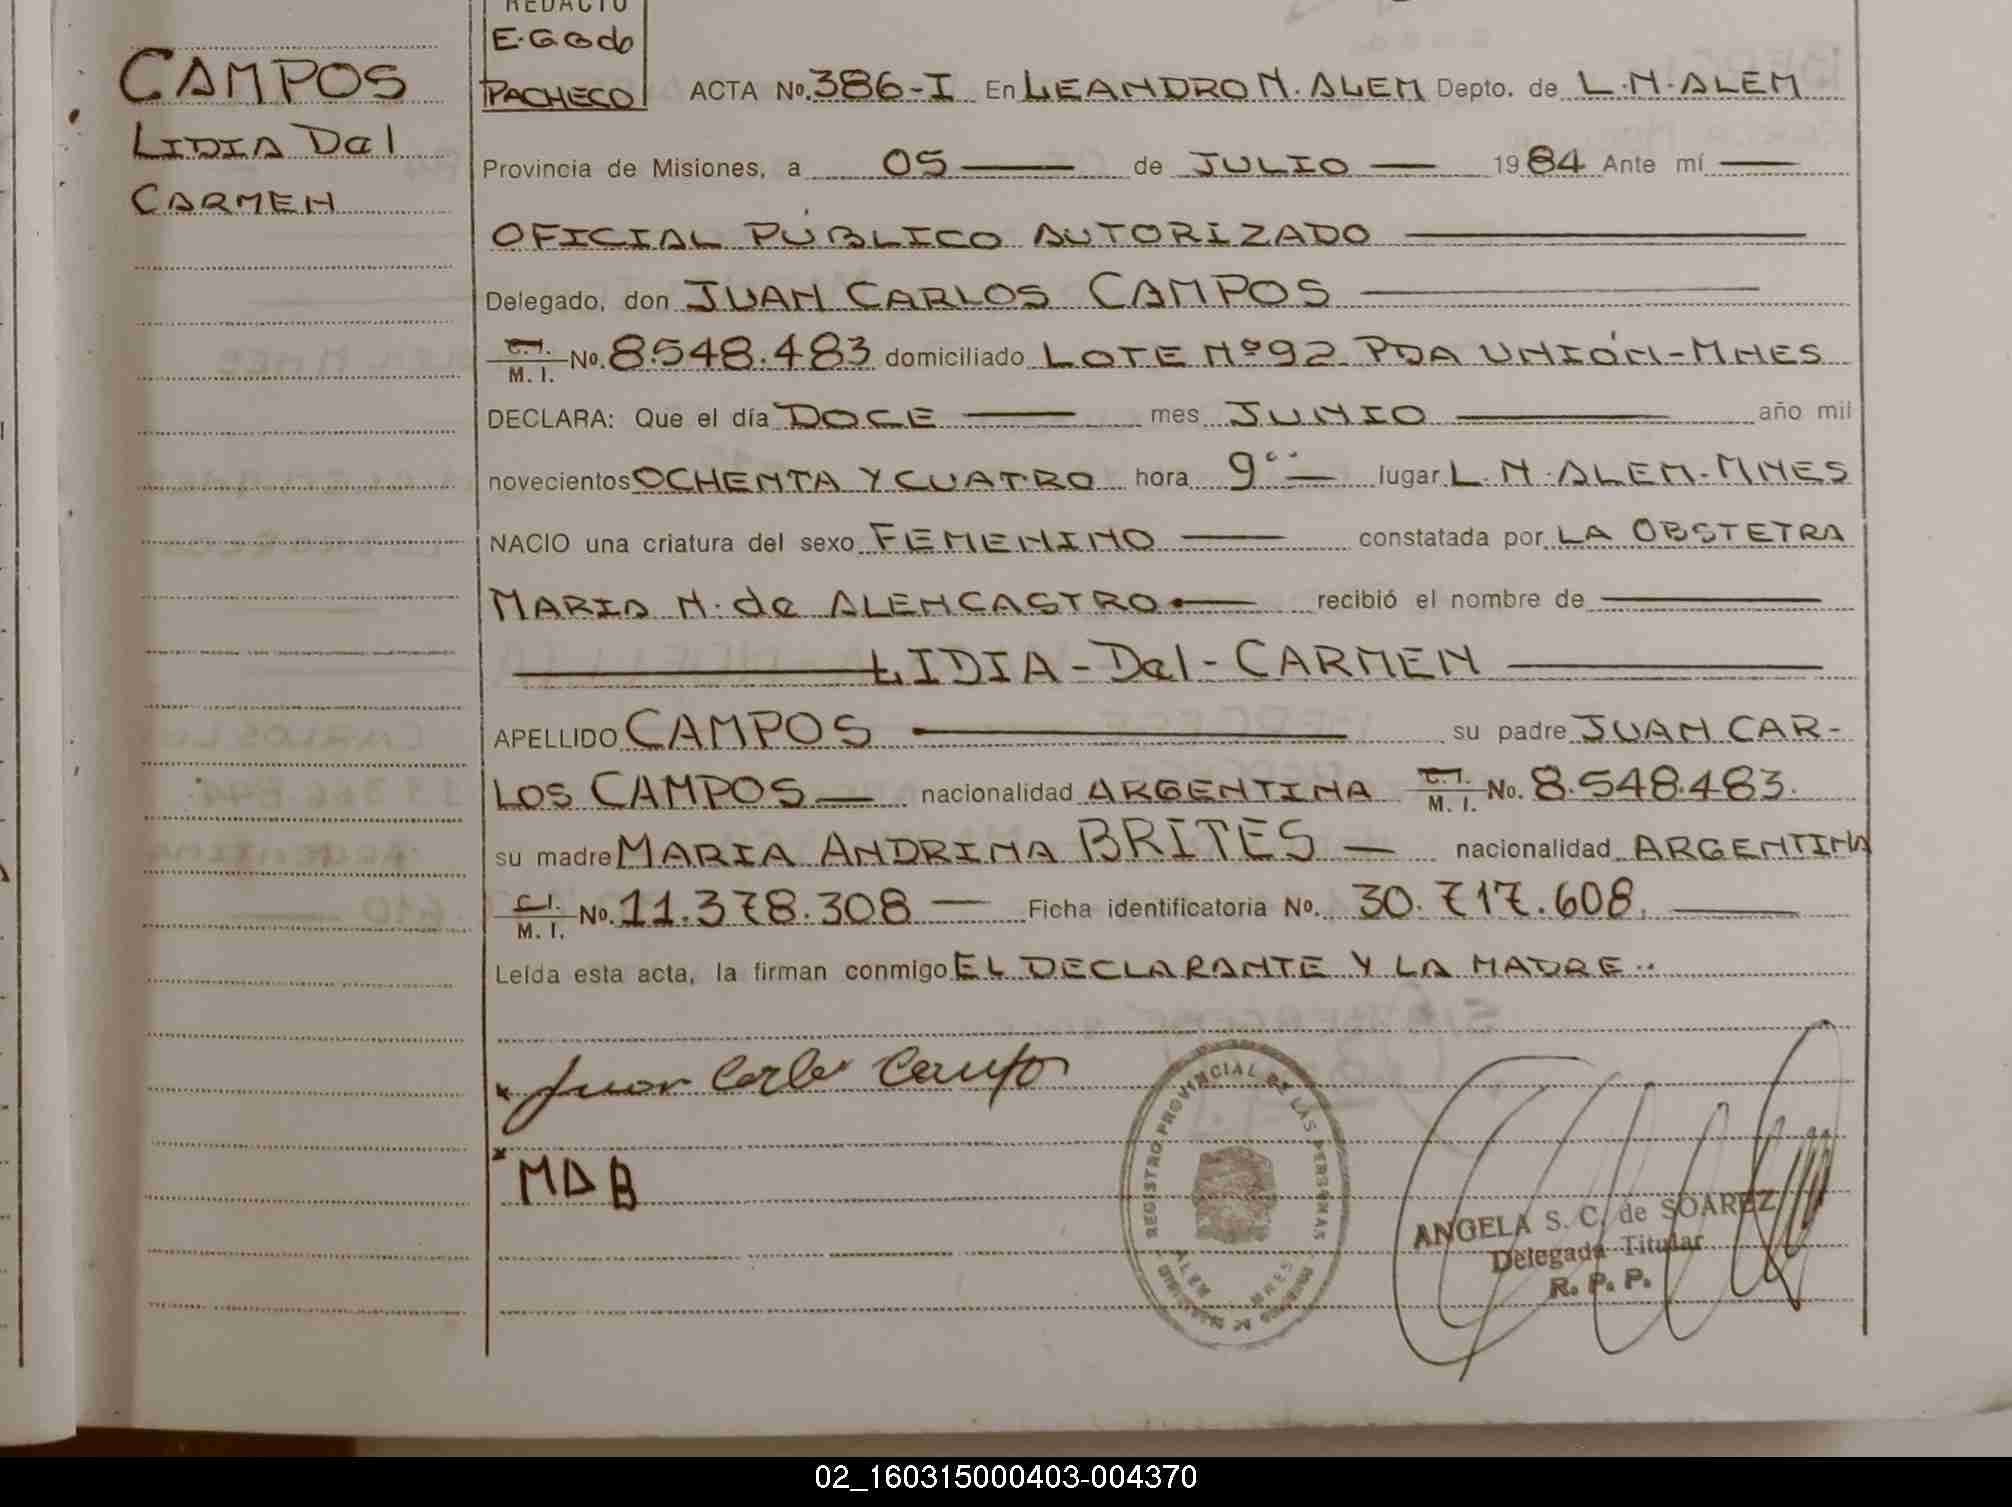 REDACTO
E. G. Gdo
PACHECO
CAMPOS
LIDIA Del
CARMEN
ACTA No. 386-I En LEANDRO N. ALEM Depto. de L.N.ALEM
Provincia de Misiones, a 05 de JULIO 1984 Ante mí
OFICIAL PÚBLICO AUTORIZADO
Delegado, don JUAN CARLOS CAMPOS
C.I. M. I. No. 8.548.483 domiciliado LOTE Nº 92 PDA UNIÓN-MNES
DECLARA: Que el día DOCE mes JUNIO año mil
novecientos OCHENTA Y CUATRO hora 9 lugar L.N.ALEM-MNES
NACIO una criatura del sexo FEMENINO constatada por LA OBSTETRA
MARIA N. de ALENCASTRO.— recibió el nombre de
LIDIA-Del-CARMEN
APELLIDO CAMPOS su padre JUAN CAR-
LOS CAMPOS nacionalidad ARGENTINA C.I. M. I. No. 8.548.483.
su madre MARIA ANDRINA BRITES nacionalidad ARGENTINA
C.I. M. I. No. 11.378.308 Ficha identificatoria No. 30.717.608.
Leída esta acta, la firman conmigo EL DECLARANTE Y LA MADRE..
x Juan Carlos Campos
x MAB
REGISTRO PROVINCIAL DE LAS PERSONAS
ALEM MNES
ANGELA S. C. de SOAREZ
Delegada Titular
R. P. P.
02_160315000403-004370